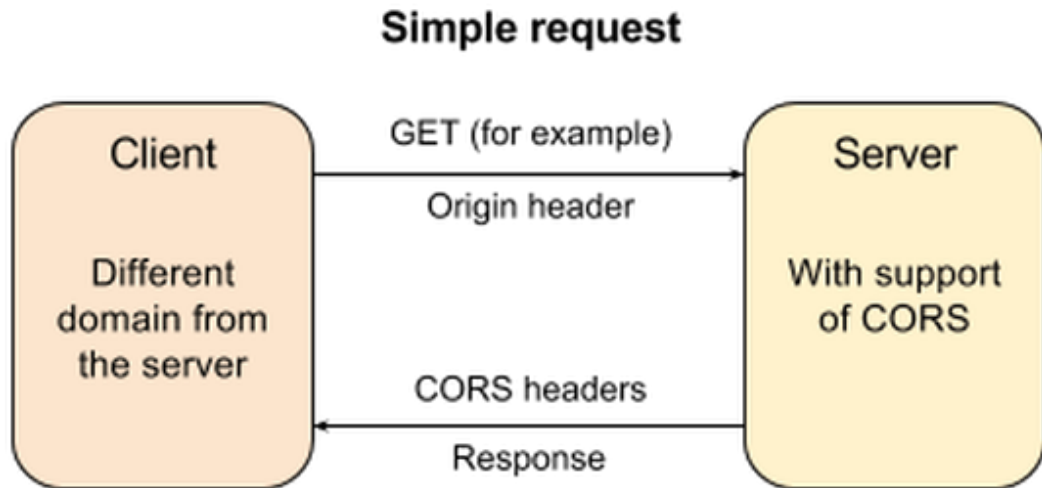 Simple request
Client
Different
domain from
the server
GET (for example)
Origin header
CORS headers
Response
Server
With support
of CORS